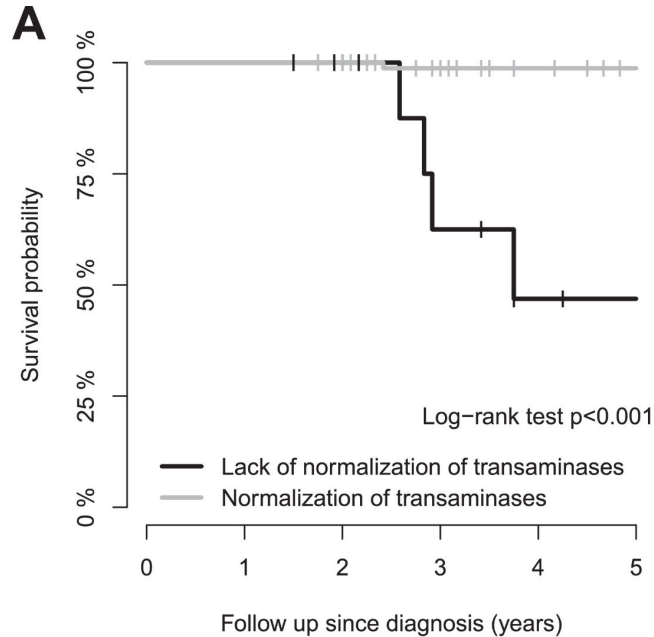 A
100 %
75 %
50 %
25 %
0 %
Survival probability
Log-rank test p<0.001
Lack of normalization of transaminases
Normalization of transaminases
0 1 2 3 4 5
Follow up since diagnosis (years)